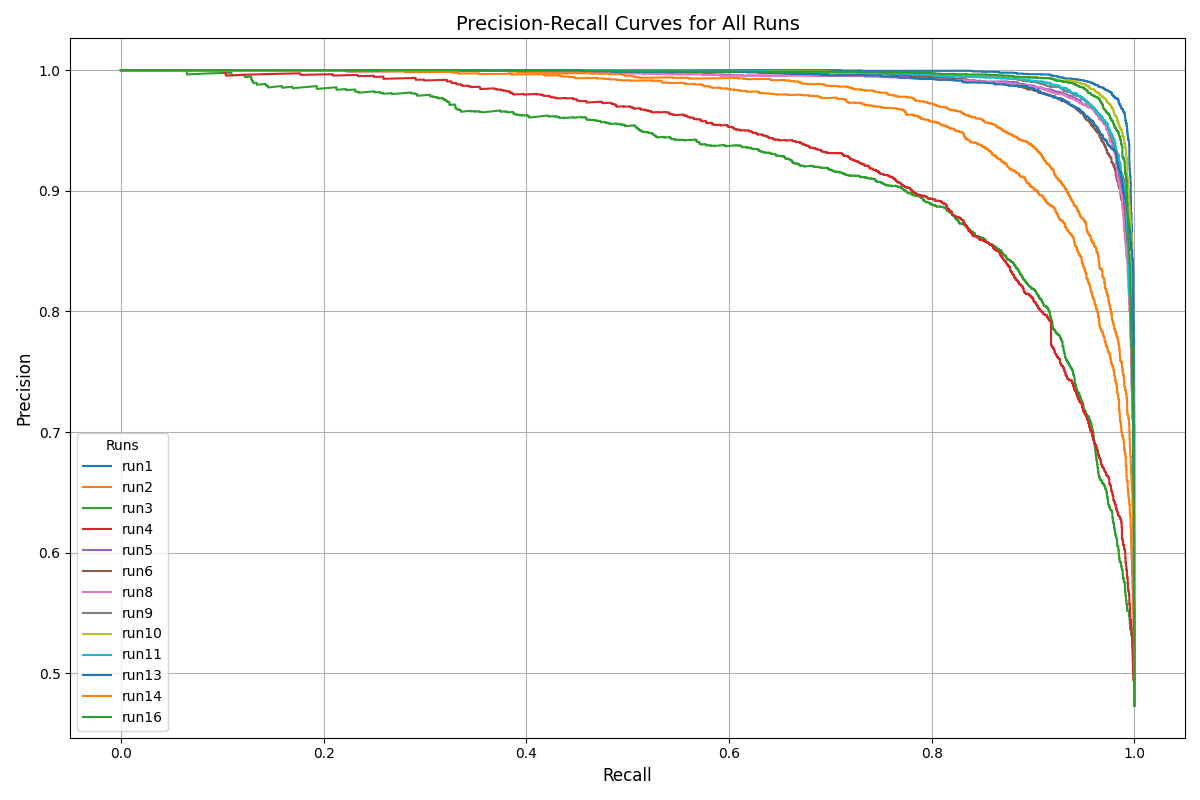 Precision-Recall Curves for All Runs
1.0
0.9
0.8
0.7
0.6
0.5
Precision
Runs
run1
run2
run3
run4
run5
run6
run8
run9
run10
run11
run13
run14
run16
0.0 0.2 0.4 0.6 0.8 1.0
Recall